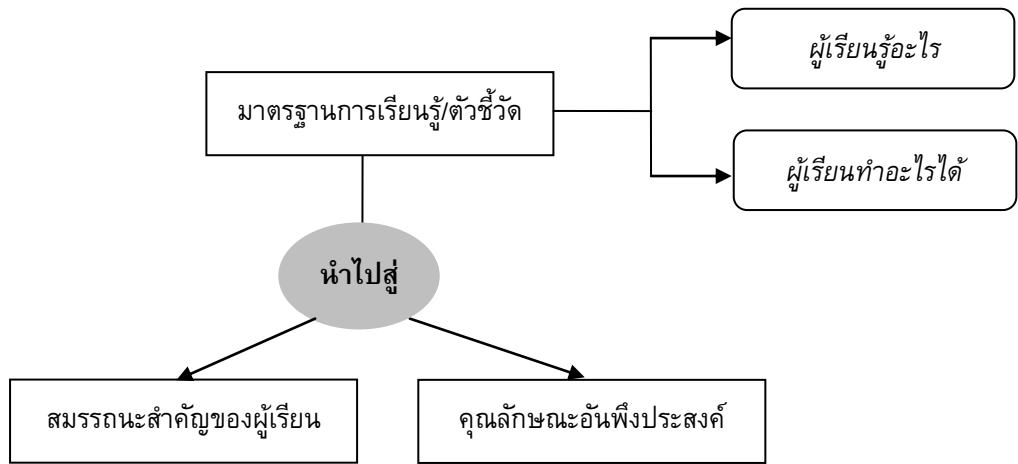 ผู้เรียนรู้อะไร
มาตรฐานการเรียนรู้/ตัวชี้วัด
ผู้เรียนทำอะไรได้
นำไปสู่
สมรรถนะสำคัญของผู้เรียน
คุณลักษณะอันพึงประสงค์